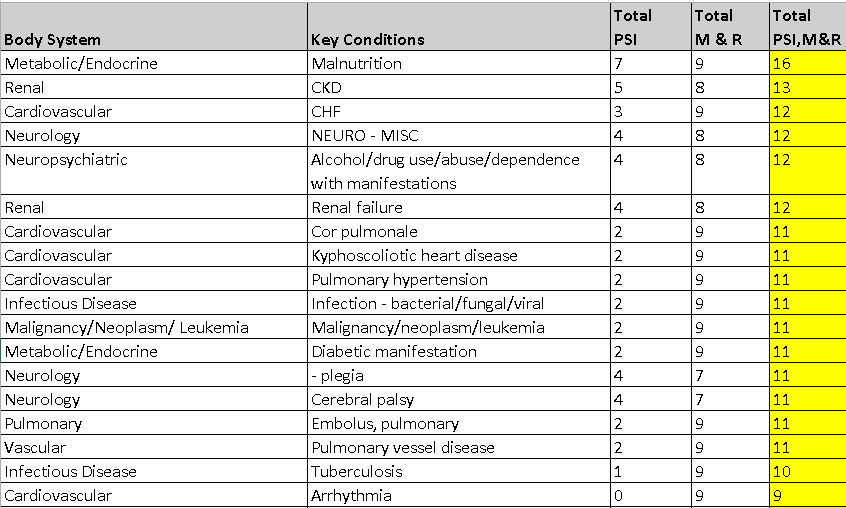 Body System Key Conditions Total PSI Total M & R Total PSI,M&R
Metabolic/Endocrine Malnutrition 7 9 16
Renal CKD 5 8 13
Cardiovascular CHF 3 9 12
Neurology NEURO - MISC 4 8 12
Neuropsychiatric Alcohol/drug use/abuse/dependence 4 8 12
with manifestations
Renal Renal failure 4 8 12
Cardiovascular Cor pulmonale 2 9 11
Cardiovascular Kyphoscoliotic heart disease 2 9 11
Cardiovascular Pulmonary hypertension 2 9 11
Infectious Disease Infection - bacterial/fungal/viral 2 9 11
Malignancy/Neoplasm/ Leukemia Malignancy/neoplasm/leukemia 2 9 11
Metabolic/Endocrine Diabetic manifestation 2 9 11
Neurology - plegia 4 7 11
Neurology Cerebral palsy 4 7 11
Pulmonary Embolus, pulmonary 2 9 11
Vascular Pulmonary vessel disease 2 9 11
Infectious Disease Tuberculosis 1 9 10
Cardiovascular Arrhythmia 0 9 9